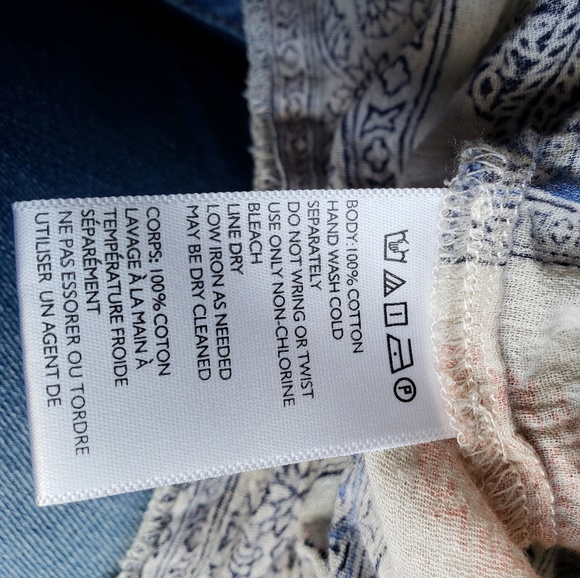 P
BODY:100% COTTON
HAND WASH COLD
SEPARATELY
DO NOT WRING OR TWIST
USE ONLY NON-CHLORINE
BLEACH
LINE DRY
LOW IRON AS NEEDED
MAY BE DRY CLEANED
CORPS: 100% COTON
LAVAGE À LA MAIN À
TEMPÉRATURE FROIDE
SÉPARÉMENT
NE PAS ESSORER OU TORDRE
UTILISER UN AGENT DE